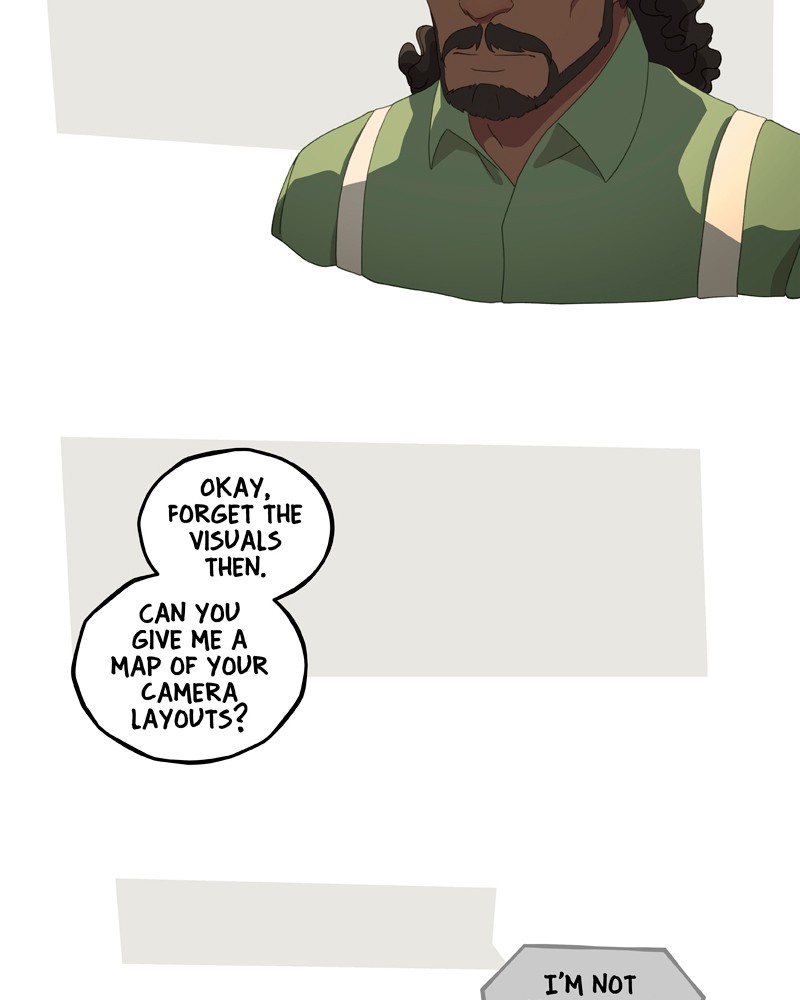 OKAY,
FORGET THE
VISUALS
THEN.
CAN YOU
GIVE ME A
MAP OF YOUR
CAMERA
LAYOUTS?
I'M NOT